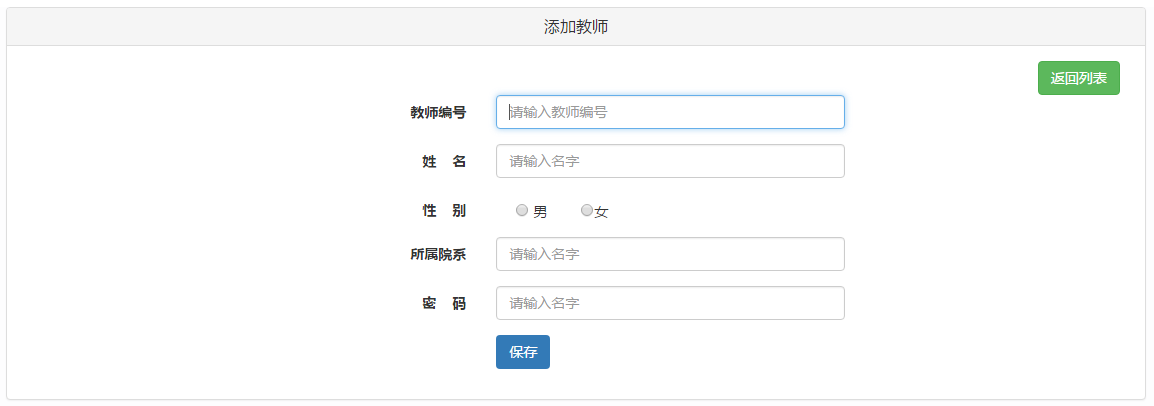 添加教师
返回列表
教师编号 请输入教师编号
姓 名 请输入名字
性 别 男 女
所属院系 请输入名字
密 码 请输入名字
保存